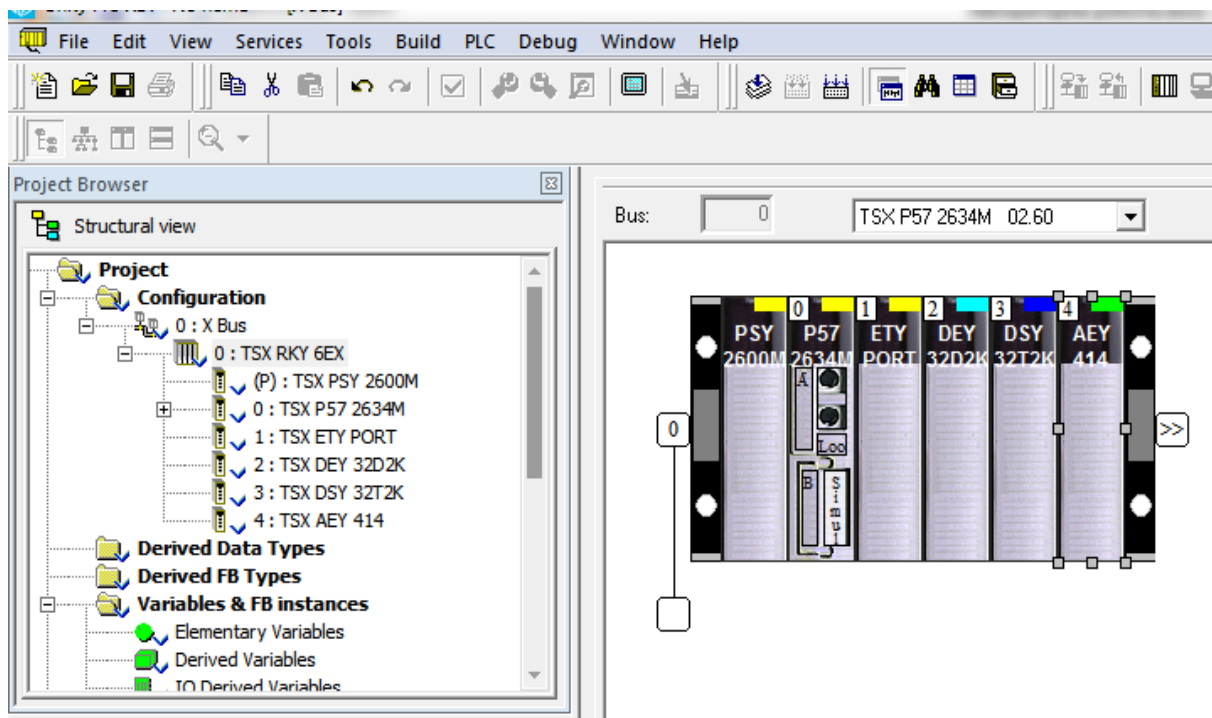 File Edit View Services Tools Build PLC Debug Window Help
Project Browser
Structural view
Project
Configuration
0 : X Bus
0 : TSX RKY 6EX
(P) : TSX PSY 2600M
0 : TSX P57 2634M
1 : TSX ETY PORT
2 : TSX DEY 32D2K
3 : TSX DSY 32T2K
4 : TSX AEY 414
Derived Data Types
Derived FB Types
Variables & FB instances
Elementary Variables
Derived Variables
IO Derived Variables
Bus: 0 TSX P57 2634M 02.60
0 1 2 3 4
PSY P57 ETY DEY DSY AEY
2600M 2634M PORT 32D2K 32T2K 414
A
Loo
0 >>
B Simul